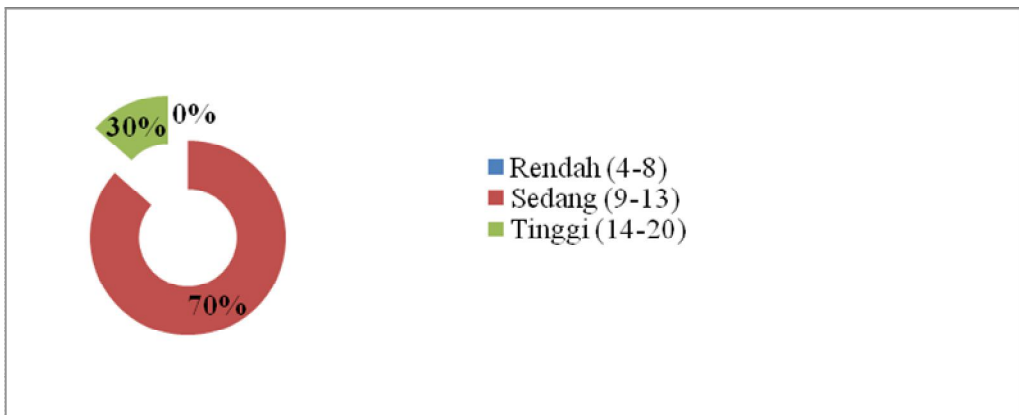 0%
30%
70%
Rendah (4-8)
Sedang (9-13)
Tinggi (14-20)